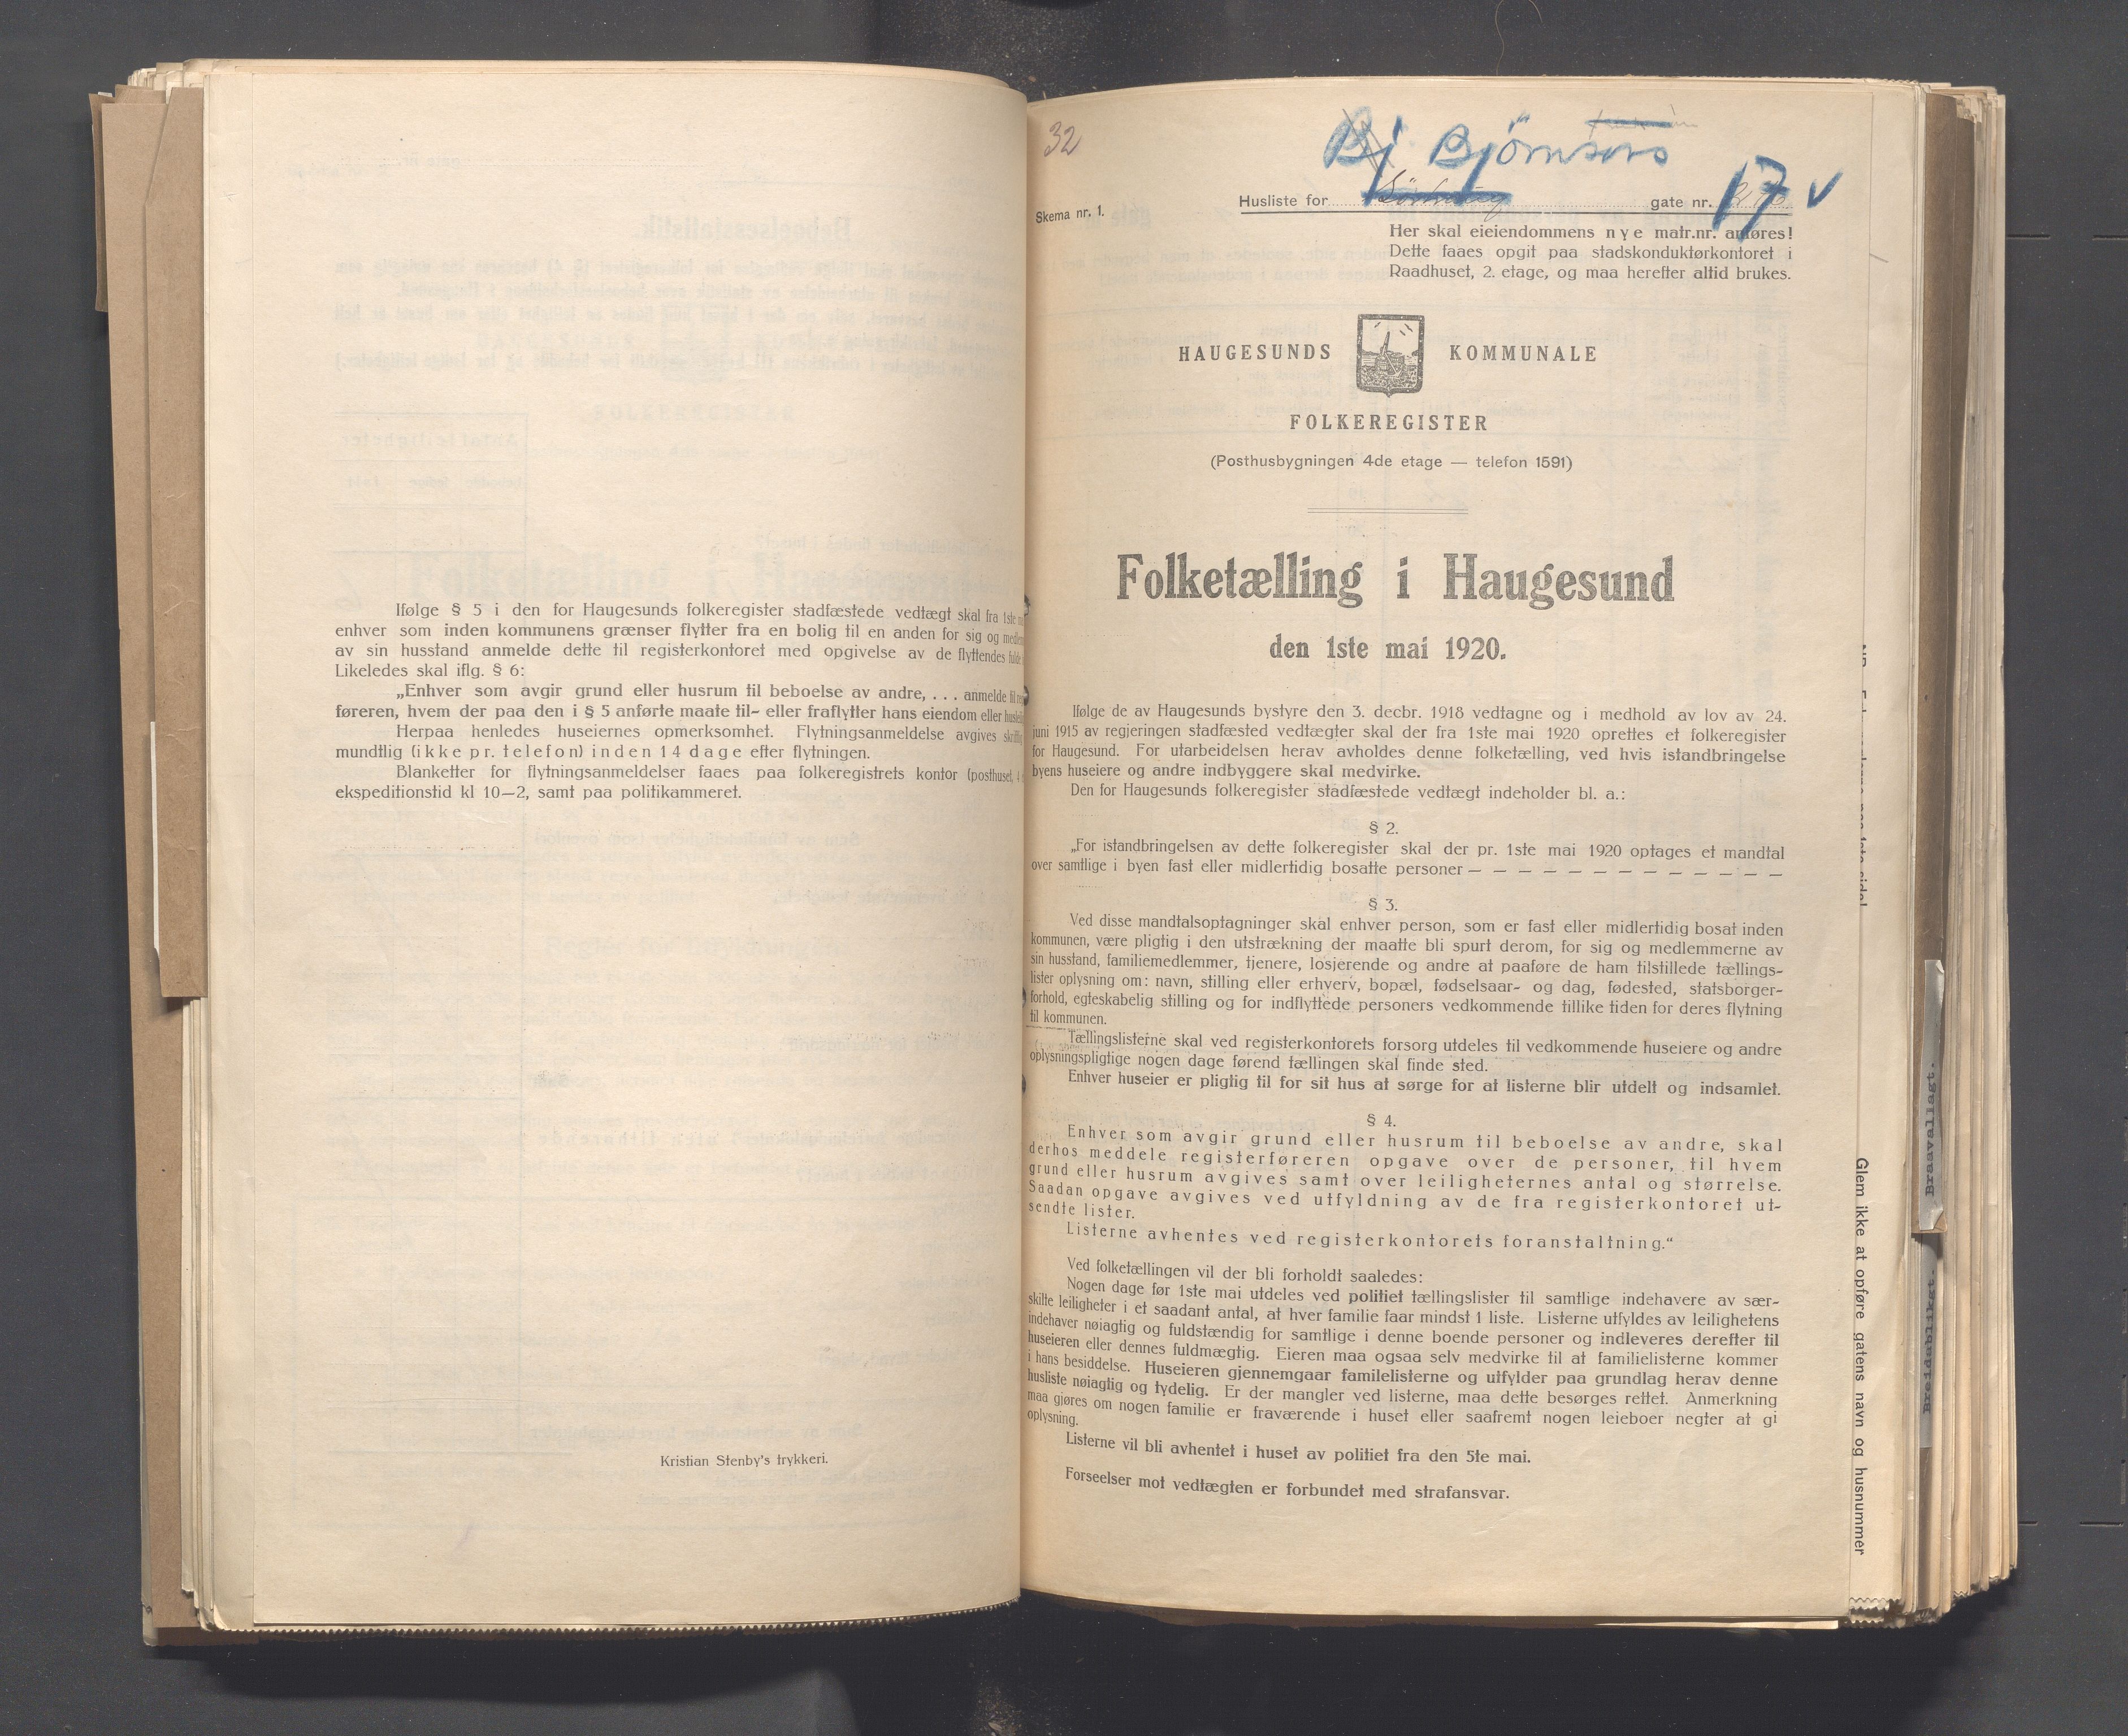 Ifølge § 5 i den for Haugesunds folkeregister stadfæstede vedtægt skal fra 1ste
enhver som inden kommunens grænser flytter fra en bolig til en anden for sig og
av sin husstand anmelde dette til registerkontoret med opgivelse av de flyttendes
Likeledes skal iflg. § 6:
„Enhver som avgir grund eller husrum til beboelse av andre, . . . anmelde til
føreren, hvem der paa den i § 5 anførte maate til- eller fraflytter hans eiendom eller
Herpaa henledes huseiernes opmerksomhet. Flytningsanmeldelse avgives
mundtlig (ikke pr. telefon) inden 14 dage efter flytningen.
Blanketter for flytningsanmeldelser faaes paa folkeregistrets kontor (posthuset,
ekspeditionstid kl 10—2, samt paa politikammeret.
Kristian Stenby's trykkeri.
32
Bj Bjørnsons
Skema nr. 1.
Husliste for gate nr. 17 v
Her skal eieiendommens nye matr.nr. anføres!
Dette faaes opgit paa stadskonduktørkontoret i
Raadhuset, 2. etage, og maa herefter altid brukes.
HAUGESUNDS KOMMUNALE
FOLKEREGISTER
(Posthusbygningen 4de etage — telefon 1591)
Folketælling i Haugesund
den 1ste mai 1920.
Ifølge de av Haugesunds bystyre den 3. decbr. 1918 vedtagne og i medhold av lov av 24.
juni 1915 av regjeringen stadfæsted vedtægter skal der fra 1ste mai 1920 oprettes et folkeregister
for Haugesund. For utarbeidelsen herav avholdes denne folketælling, ved hvis istandbringelse
byens huseiere og andre indbyggere skal medvirke.
Den for Haugesunds folkeregister stadfæstede vedtægt indeholder bl. a.:
§ 2.
„For istandbringelsen av dette folkeregister skal der pr. 1ste mai 1920 optages et mandtal
over samtlige i byen fast eller midlertidig bosatte personer — — — — — — — — — — — — —
§ 3.
Ved disse mandtalsoptagninger skal enhver person, som er fast eller midlertidig bosat inden
kommunen, være pligtig i den utstrækning der maatte bli spurt derom, for sig og medlemmerne av
sin husstand, familiemedlemmer, tjenere, losjerende og andre at paaføre de ham tilstillede tællings-
lister oplysning om: navn, stilling eller erhverv, bopæl, fødselsaar- og dag, fødested, statsborger-
forhold, egteskabelig stilling og for indflyttede personers vedkommende tillike tiden for deres flytning
til kommunen.
Tællingslisterne skal ved registerkontorets forsorg utdeles til vedkommende huseiere og andre
oplysningspligtige nogen dage førend tællingen skal finde sted.
Enhver huseier er pligtig til for sit hus at sørge for at listerne blir utdelt og indsamlet.
§ 4.
Enhver som avgir grund eller husrum til beboelse av andre, skal
derhos meddele registerføreren opgave over de personer, til hvem
grund eller husrum avgives samt over leiligheternes antal og størrelse.
Saadan opgave avgives ved utfyldning av de fra registerkontoret ut-
sendte lister.
Listerne avhentes ved registerkontorets foranstaltning.“
Ved folketællingen vil der bli forholdt saaledes:
Nogen dage før 1ste mai utdeles ved politiet tællingslister til samtlige indehavere av sær-
skilte leiligheter i et saadant antal, at hver familie faar mindst 1 liste. Listerne utfyldes av leilighetens
indehaver nøiagtig og fuldstændig for samtlige i denne boende personer og indleveres derefter til
huseieren eller dennes fuldmægtig. Eieren maa ogsaa selv medvirke til at familielisterne kommer
i hans besiddelse. Huseieren gjennemgaar familelisterne og utfylder paa grundlag herav denne
husliste nøiagtig og tydelig. Er der mangler ved listerne, maa dette besørges rettet. Anmerkning
maa gjøres om nogen familie er fraværende i huset eller saafremt nogen leieboer negter at gi
oplysning.
Listerne vil bli avhentet i huset av politiet fra den 5te mai.
Forseelser mot vedtægten er forbundet med strafansvar.
Glem ikke at opføre gatens navn og husnummer
Braavallagt.
Breidablikgt.